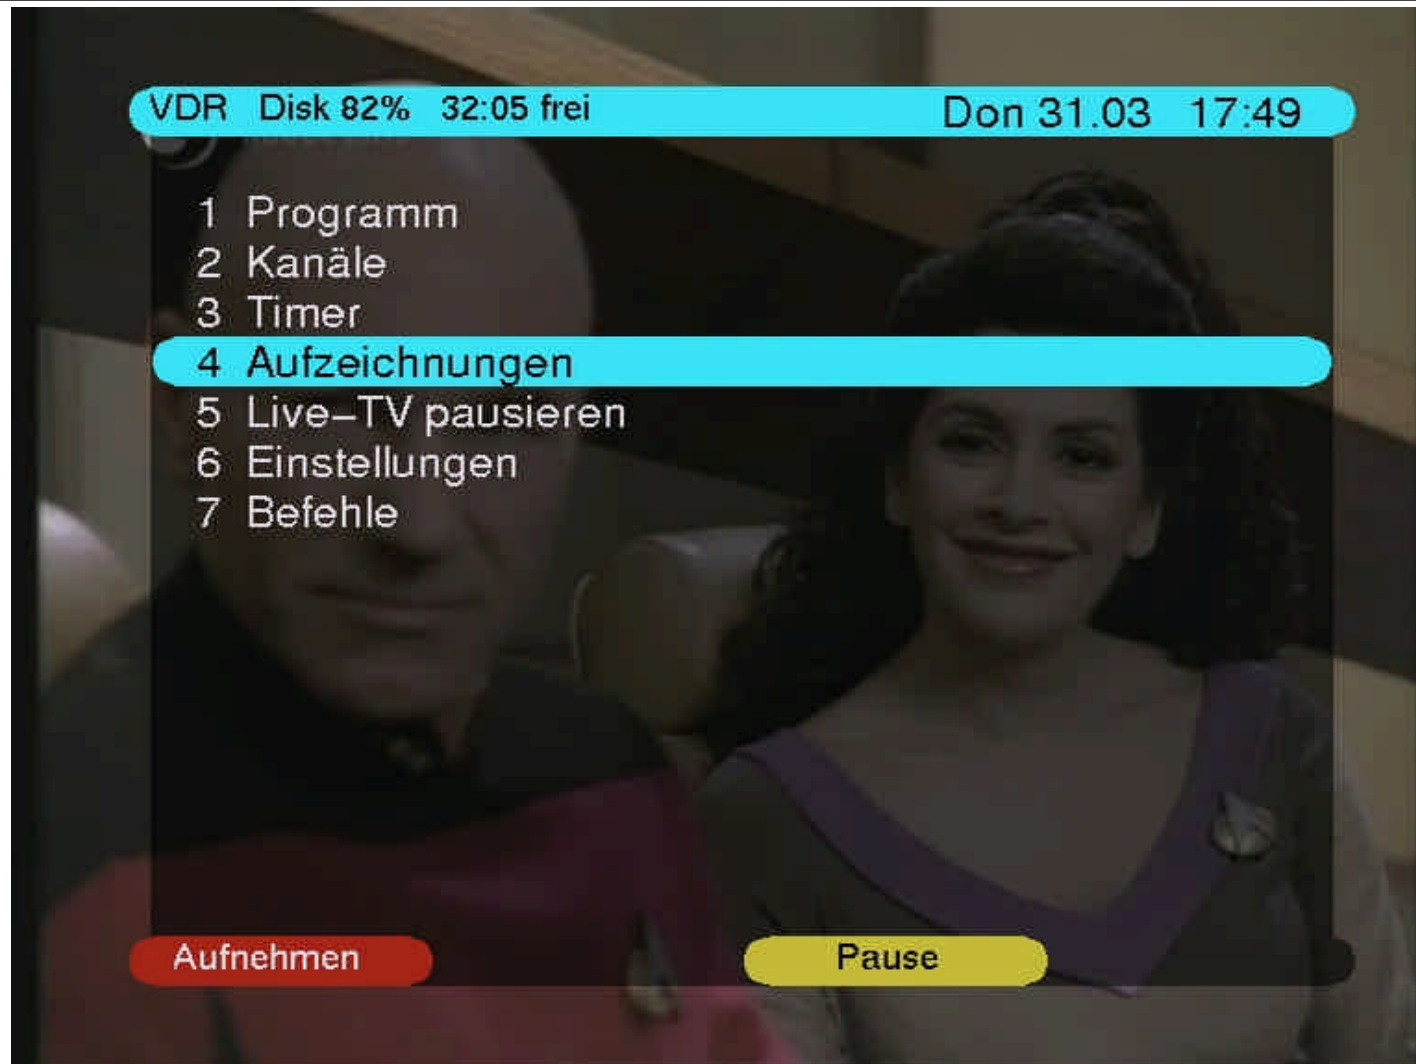 VDR Disk 82% 32:05 frei Don 31.03 17:49
1 Programm
2 Kanäle
3 Timer
4 Aufzeichnungen
5 Live-TV pausieren
6 Einstellungen
7 Befehle
Aufnehmen Pause